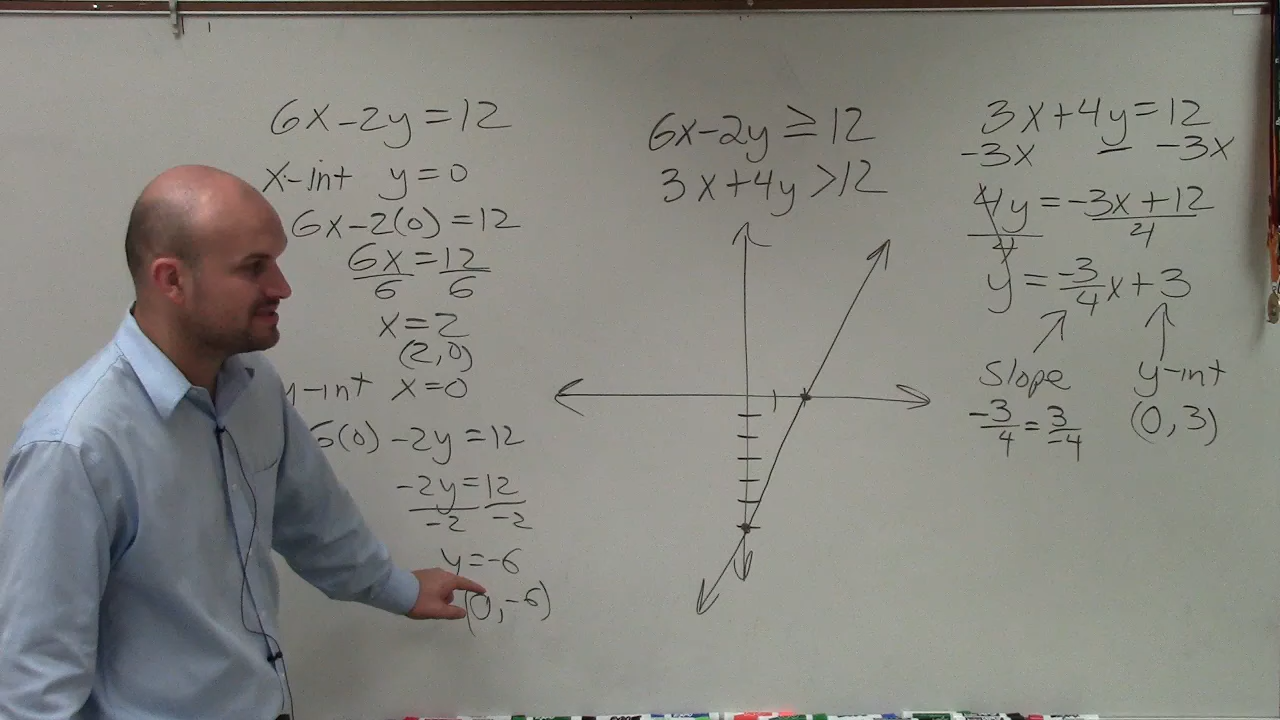 6x-2y=12
x-int y=0
6x-2(0)=12
6x=12
6 6
x=2
(2,0)
y-int x=0
6(0)-2y=12
-2y=12
-2 -2
y=-6
(0,-6)
6x-2y≥12
3x+4y>12
3x+4y=12
-3x -3x
4y=-3x+12
4 4
y=-3/4x+3
slope y-int
-3/4=3/-4 (0,3)